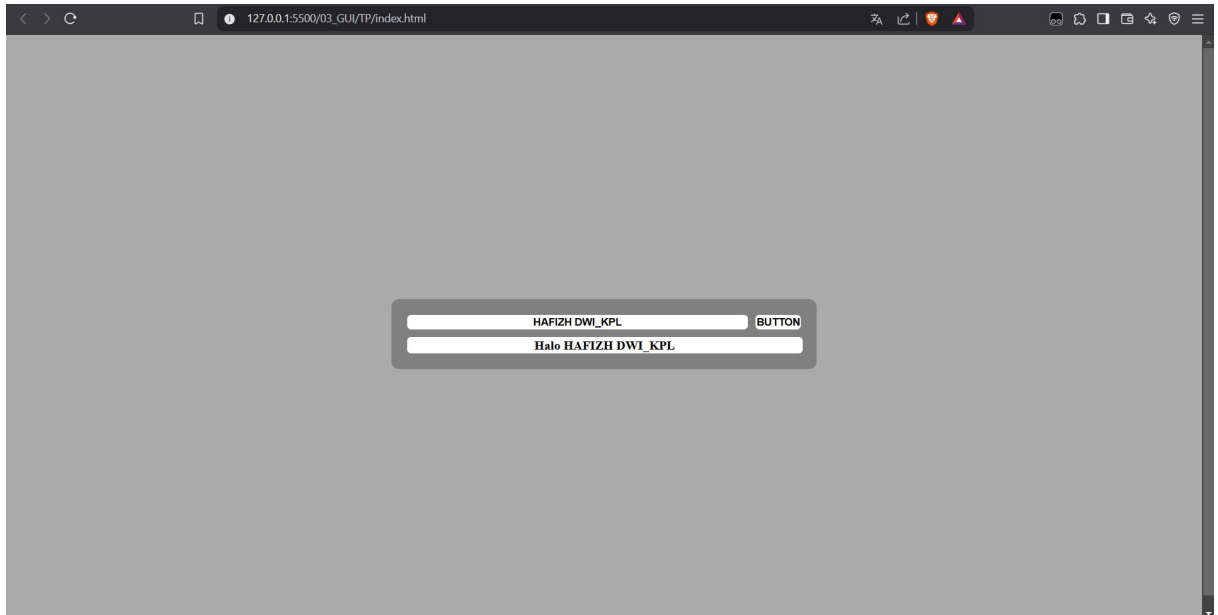 127.0.0.1:5500/03_GUI/TP/index.html
HAFIZH DWI_KPL BUTTON
Halo HAFIZH DWI_KPL